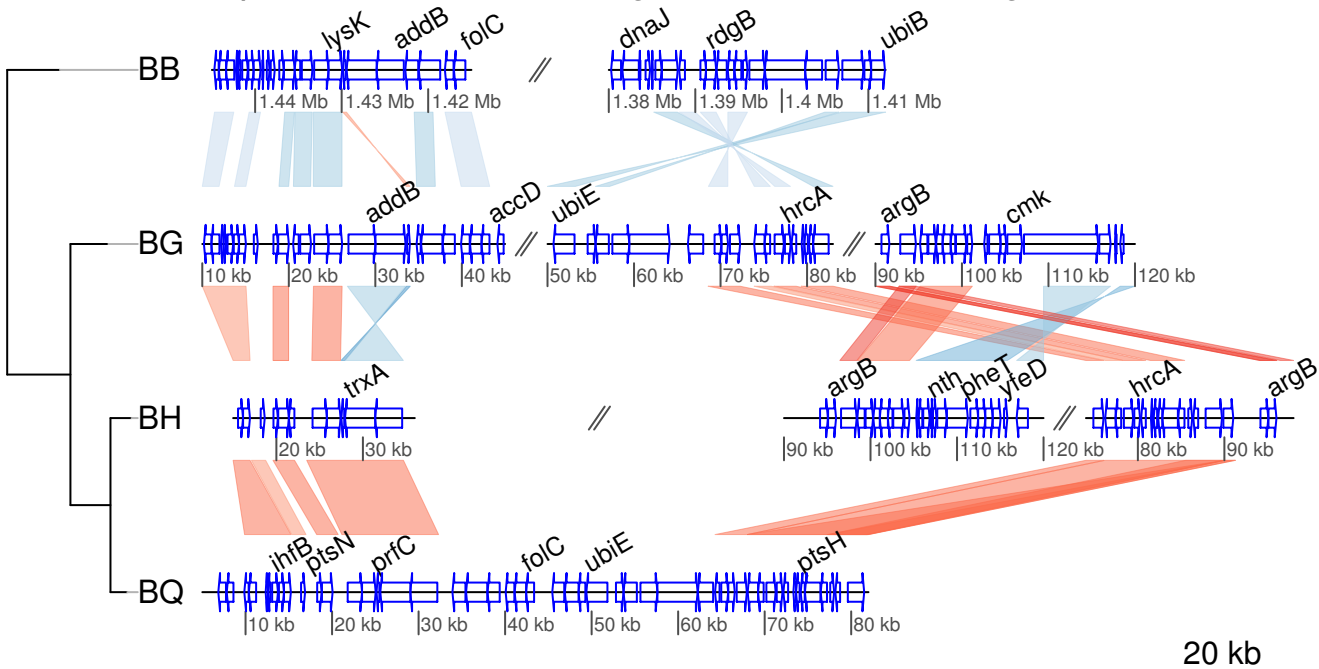 lysK addB folC dnaJ rdgB ubiB
BB
1.44 Mb 1.43 Mb 1.42 Mb 1.38 Mb 1.39 Mb 1.4 Mb 1.41 Mb
addB accD ubiE hrcA argB cmk
BG
10 kb 20 kb 30 kb 40 kb 50 kb 60 kb 70 kb 80 kb 90 kb 100 kb 110 kb 120 kb
trxA argB nth pheT yfeD hrcA argB
BH
20 kb 30 kb 90 kb 100 kb 110 kb 120 kb 80 kb 90 kb
ihfB ptsN prfC folC ubiE ptsH
BQ
10 kb 20 kb 30 kb 40 kb 50 kb 60 kb 70 kb 80 kb
20 kb